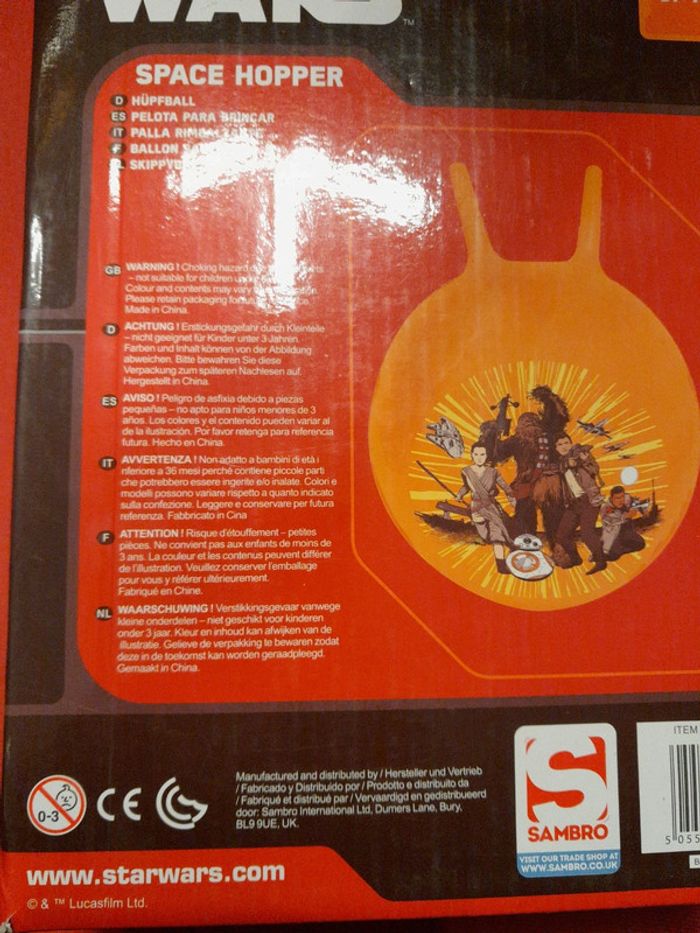 WARS
™
SPACE HOPPER
D HÜPFBALL
ES PELOTA PARA BRINCAR
IT PALLA
F BALLON
SKIPPYB
GB WARNING ! Choking hazard
– not suitable for children
Colour and contents may vary
Please retain packaging for
Made in China.
D ACHTUNG ! Erstickungsgefahr durch Kleinteile
– nicht geeignet für Kinder unter 3 Jahren.
Farben und Inhalt können von der Abbildung
abweichen. Bitte bewahren Sie diese
Verpackung zum späteren Nachlesen auf.
Hergestellt in China.
ES AVISO ! Peligro de asfixia debido a piezas
pequeñas – no apto para niños menores de 3
años. Los colores y el contenido pueden variar al
de la ilustración. Por favor retenga para referencia
futura. Hecho en China.
IT AVVERTENZA ! Non adatto a bambini di età i
nferiore a 36 mesi perché contiene piccole parti
che potrebbero essere ingerite e/o inalate. Colori e
modelli possono variare rispetto a quanto indicato
sulla confezione. Leggere e conservare per futura
referenza. Fabbricato in Cina
F ATTENTION ! Risque d'étouffement – petites
pièces. Ne convient pas aux enfants de moins de
3 ans. La couleur et les contenus peuvent différer
de l'illustration. Veuillez conserver l'emballage
pour vous y référer ultérieurement.
Fabriqué en Chine.
NL WAARSCHUWING ! Verstikkingsgevaar vanwege
kleine onderdelen – niet geschikt voor kinderen
onder 3 jaar. Kleur en inhoud kan afwijken van de
illustratie. Gelieve de verpakking te bewaren zodat
deze in de toekomst kan worden geraadpleegd.
Gemaakt in China.
0-3
CE
Manufactured and distributed by / Hersteller und Vertrieb
/ Fabricado y Distribuido por / Prodotto e distribuito da
/ Fabriqué et distribué par / Vervaardigd en gedistribueerd
door: Sambro International Ltd, Dumers Lane, Bury,
BL9 9UE, UK.
S
SAMBRO
VISIT OUR TRADE SHOP AT
WWW.SAMBRO.CO.UK
ITEM
5 055
www.starwars.com
© & ™ Lucasfilm Ltd.